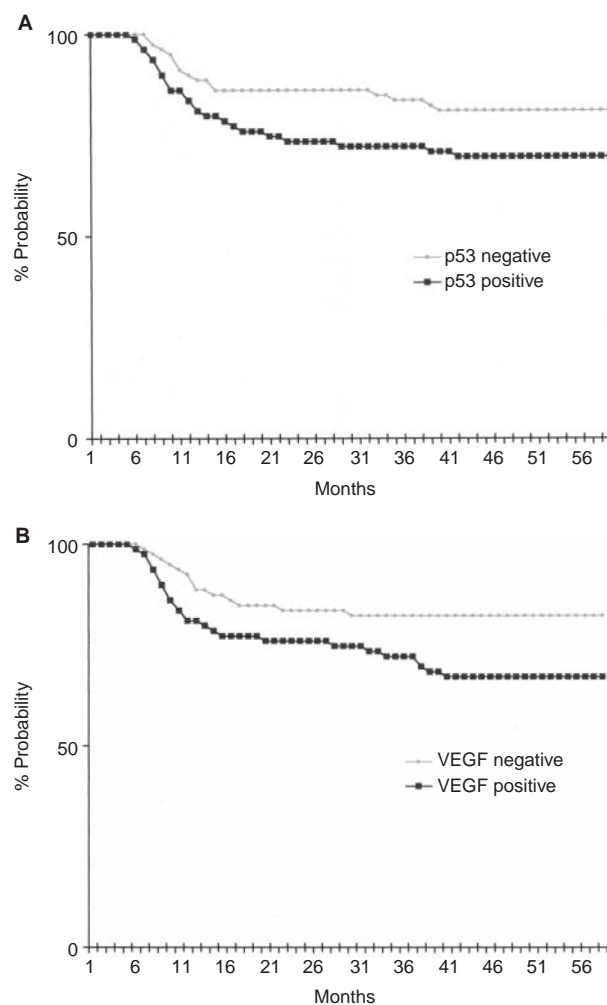 A
100
50
0
% Probability
p53 negative
p53 positive
1 6 11 16 21 26 31 36 41 46 51 56
Months
B
100
50
0
% Probability
VEGF negative
VEGF positive
1 6 11 16 21 26 31 36 41 46 51 56
Months